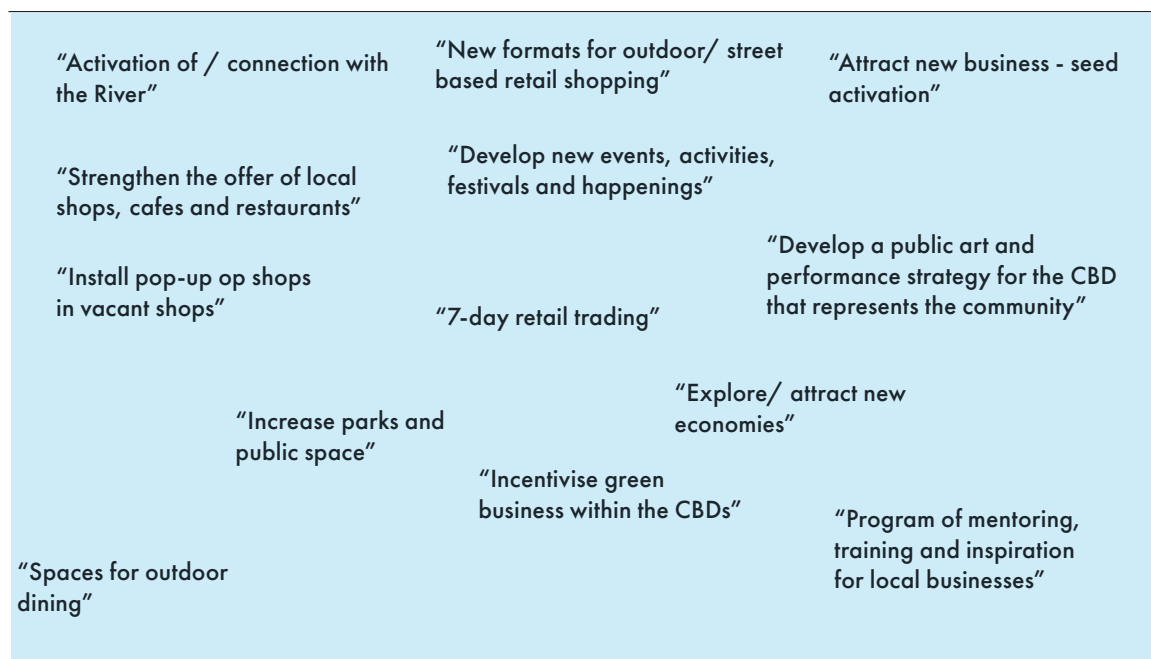 “Activation of / connection with
the River”
“New formats for outdoor/ street
based retail shopping”
“Attract new business - seed
activation”
“Strengthen the offer of local
shops, cafes and restaurants”
“Develop new events, activities,
festivals and happenings”
“Install pop-up op shops
in vacant shops”
“7-day retail trading”
“Develop a public art and
performance strategy for the CBD
that represents the community”
“Increase parks and
public space”
“Explore/ attract new
economies”
“Incentivise green
business within the CBDs”
“Program of mentoring,
training and inspiration
for local businesses”
“Spaces for outdoor
dining”